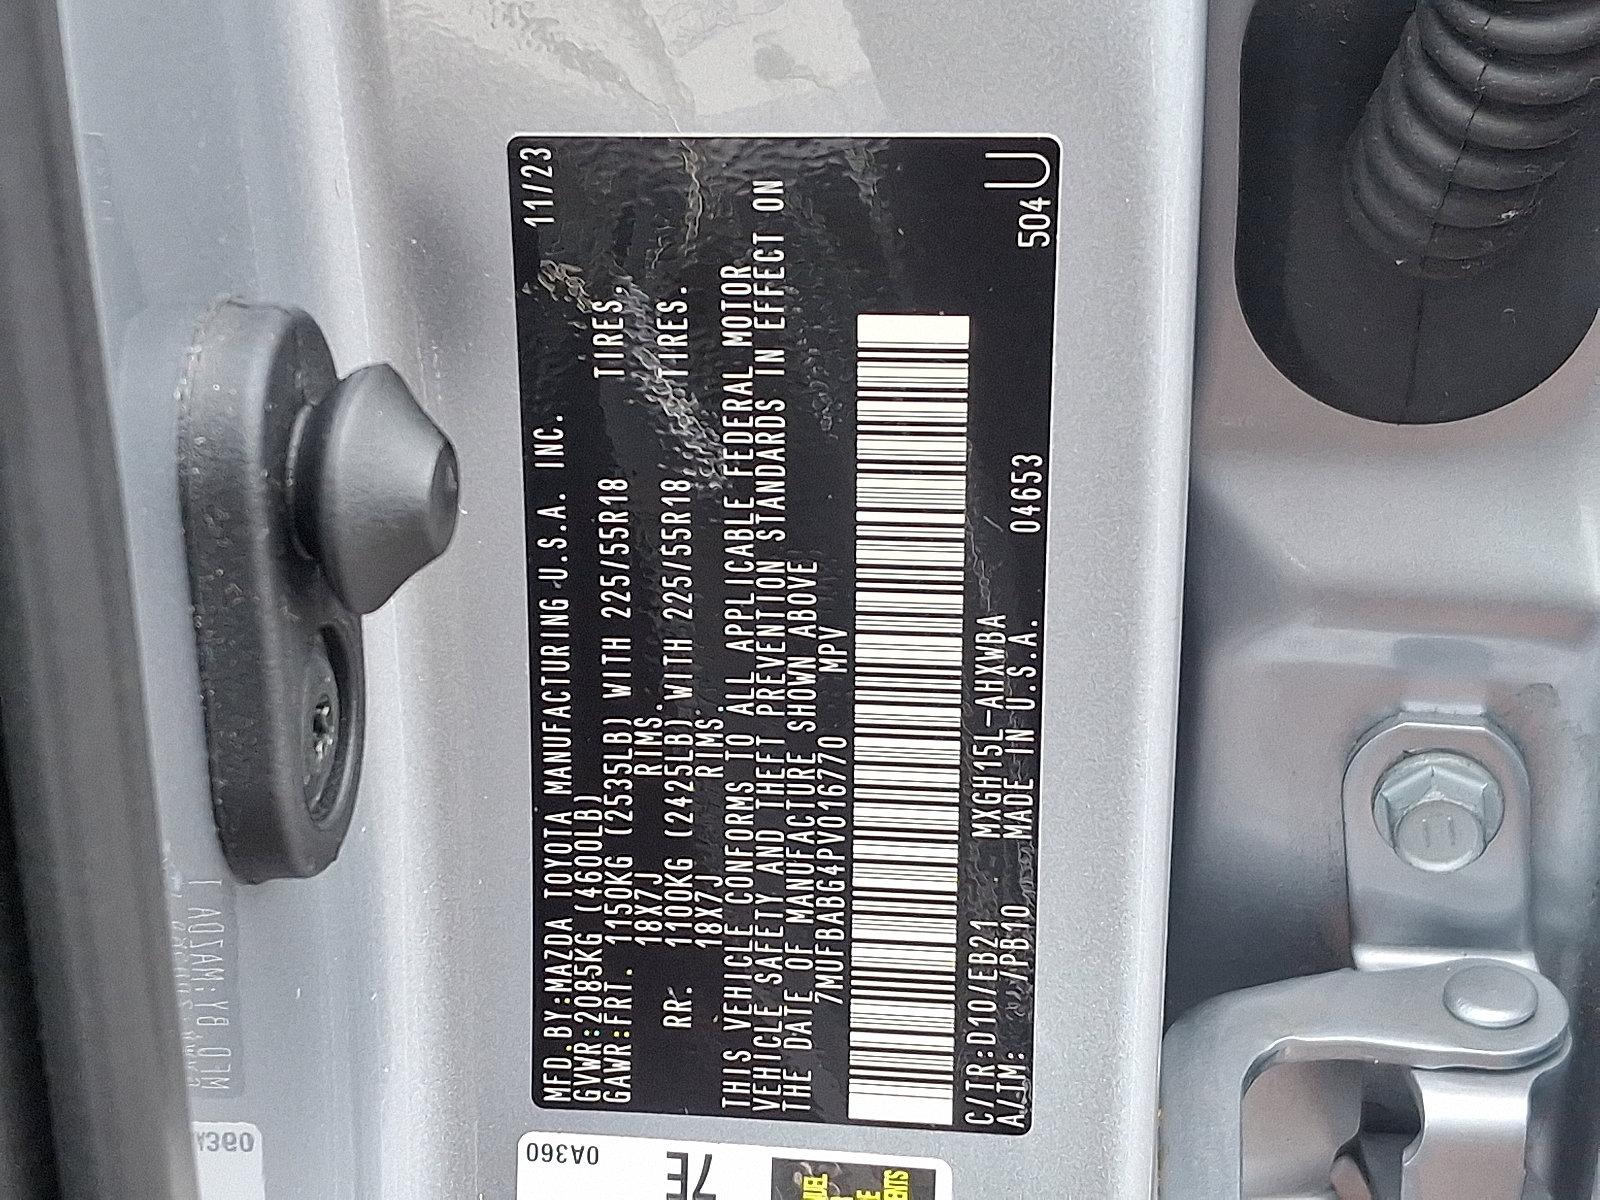 MFD.BY:MAZDA TOYOTA MANUFACTURING U.S.A. INC. 11/23
GVWR:2085KG (4600LB)
GAWR:FRT. 1150KG (2535LB) WITH 225/55R18 TIRES,
18X7J RIMS.
RR. 1100KG (2425LB) WITH 225/55R18 TIRES.
18X7J RIMS.
THIS VEHICLE CONFORMS TO ALL APPLICABLE FEDERAL MOTOR
VEHICLE SAFETY AND THEFT PREVENTION STANDARDS IN EFFECT ON
THE DATE OF MANUFACTURE SHOWN ABOVE
7MUFBABG4PV016770 MPV
C/TR:D10/EB21 MXGH15L-AHXWBA
A/TM: /PB10 MADE IN U.S.A. 04653 504U
0A360
7E